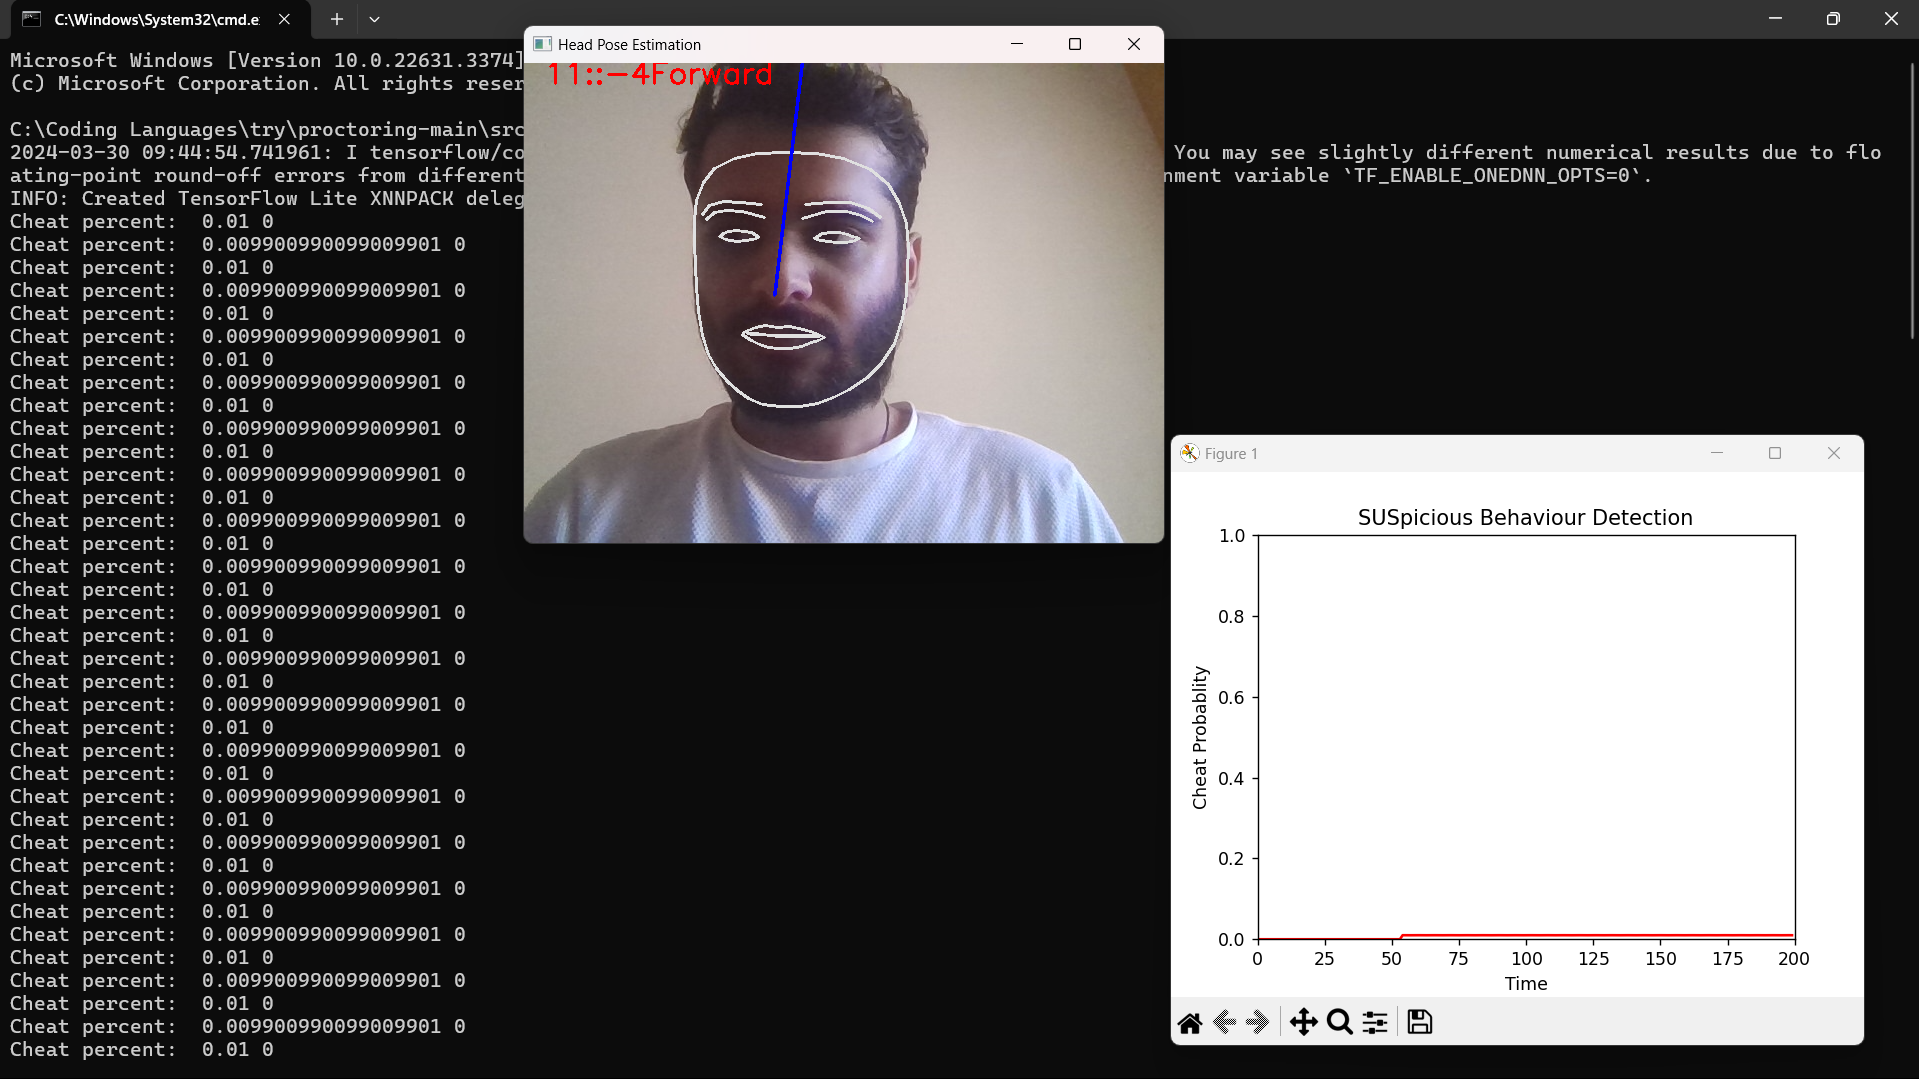 C:\Windows\System32\cmd.e
Microsoft Windows [Version 10.0.22631.3374]
(c) Microsoft Corporation. All rights reser
C:\Coding Languages\try\proctoring-main\src
2024-03-30 09:44:54.741961: I tensorflow/co You may see slightly different numerical results due to flo
ating-point round-off errors from different nment variable `TF_ENABLE_ONEDNN_OPTS=0`.
INFO: Created TensorFlow Lite XNNPACK deleg
Cheat percent:  0.01 0
Cheat percent:  0.009900990099009901 0
Cheat percent:  0.01 0
Cheat percent:  0.009900990099009901 0
Cheat percent:  0.01 0
Cheat percent:  0.009900990099009901 0
Cheat percent:  0.01 0
Cheat percent:  0.009900990099009901 0
Cheat percent:  0.01 0
Cheat percent:  0.009900990099009901 0
Cheat percent:  0.01 0
Cheat percent:  0.009900990099009901 0
Cheat percent:  0.01 0
Cheat percent:  0.009900990099009901 0
Cheat percent:  0.01 0
Cheat percent:  0.009900990099009901 0
Cheat percent:  0.01 0
Cheat percent:  0.009900990099009901 0
Cheat percent:  0.01 0
Cheat percent:  0.009900990099009901 0
Cheat percent:  0.01 0
Cheat percent:  0.009900990099009901 0
Cheat percent:  0.01 0
Cheat percent:  0.009900990099009901 0
Cheat percent:  0.01 0
Cheat percent:  0.009900990099009901 0
Cheat percent:  0.01 0
Cheat percent:  0.009900990099009901 0
Cheat percent:  0.01 0
Cheat percent:  0.009900990099009901 0
Cheat percent:  0.01 0
Cheat percent:  0.009900990099009901 0
Cheat percent:  0.01 0
Cheat percent:  0.009900990099009901 0
Cheat percent:  0.01 0
Cheat percent:  0.009900990099009901 0
Cheat percent:  0.01 0
Head Pose Estimation
11::-4Forward
Figure 1
SUSpicious Behaviour Detection
1.0
0.8
0.6
0.4
0.2
0.0
Cheat Probablity
0 25 50 75 100 125 150 175 200
Time